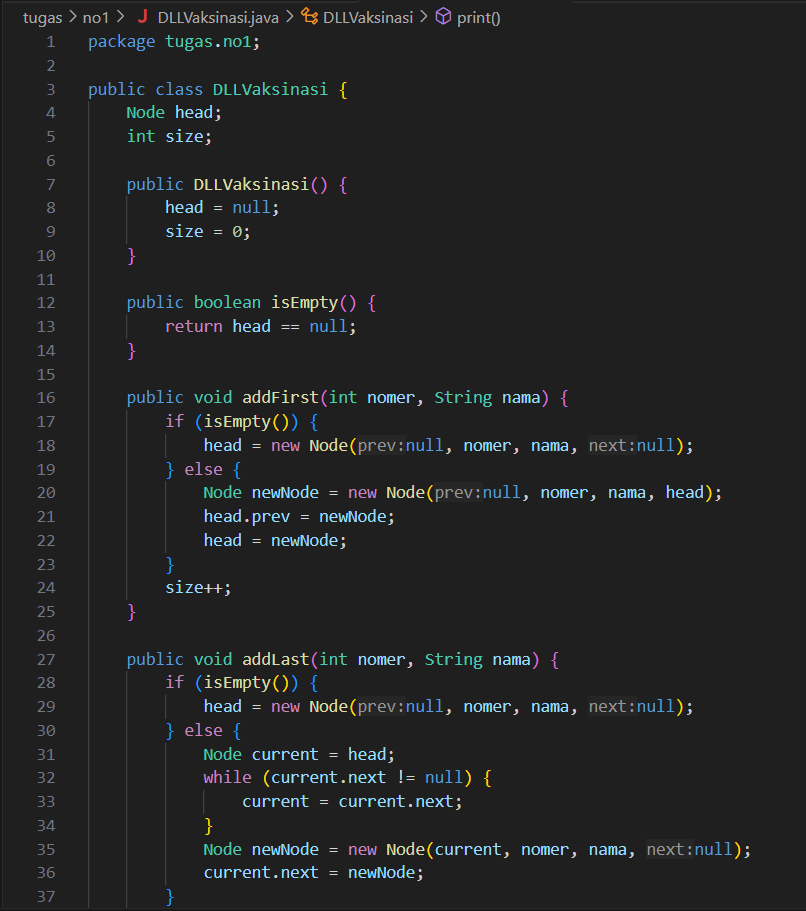 tugas > no1 > J DLLVaksinasi.java > DLLVaksinasi > print()
1 package tugas.no1;
2
3 public class DLLVaksinasi {
4 Node head;
5 int size;
6
7 public DLLVaksinasi() {
8 head = null;
9 size = 0;
10 }
11
12 public boolean isEmpty() {
13 return head == null;
14 }
15
16 public void addFirst(int nomer, String nama) {
17 if (isEmpty()) {
18 head = new Node(prev:null, nomer, nama, next:null);
19 } else {
20 Node newNode = new Node(prev:null, nomer, nama, head);
21 head.prev = newNode;
22 head = newNode;
23 }
24 size++;
25 }
26
27 public void addLast(int nomer, String nama) {
28 if (isEmpty()) {
29 head = new Node(prev:null, nomer, nama, next:null);
30 } else {
31 Node current = head;
32 while (current.next != null) {
33 current = current.next;
34 }
35 Node newNode = new Node(current, nomer, nama, next:null);
36 current.next = newNode;
37 }